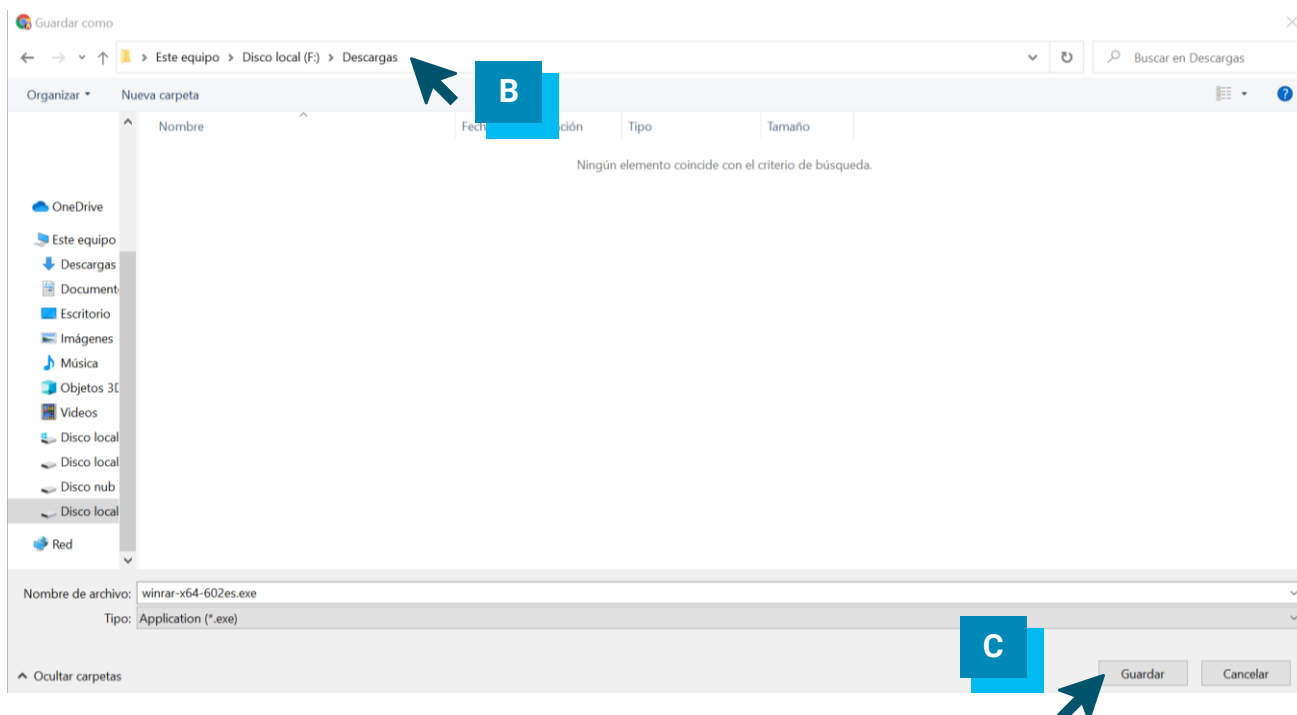 Guardar como
Este equipo > Disco local (F:) > Descargas
Buscar en Descargas
B
Organizar
Nueva carpeta
Nombre
Fech ción
Tipo
Tamaño
Ningún elemento coincide con el criterio de búsqueda.
OneDrive
Este equipo
Descargas
Document
Escritorio
Imágenes
Música
Objetos 3D
Videos
Disco local
Disco local
Disco nub
Disco local
Red
Nombre de archivo: winrar-x64-602es.exe
Tipo: Application (*.exe)
C
Ocultar carpetas
Guardar
Cancelar